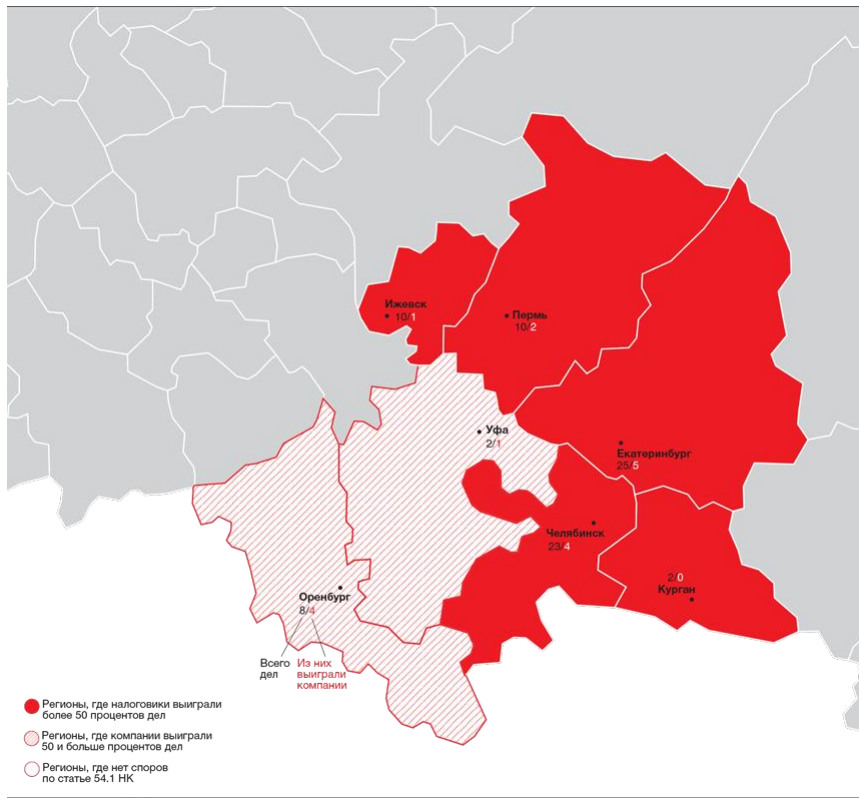 Ижевск
10/1
Пермь
10/2
Уфа
2/1
Екатеринбург
25/5
Челябинск
23/4
2/0
Курган
Оренбург
8/4
Всего
дел
Из них
выиграли
компании
Регионы, где налоговики выиграли
более 50 процентов дел
Регионы, где компании выиграли
50 и больше процентов дел
Регионы, где нет споров
по статье 54.1 НК